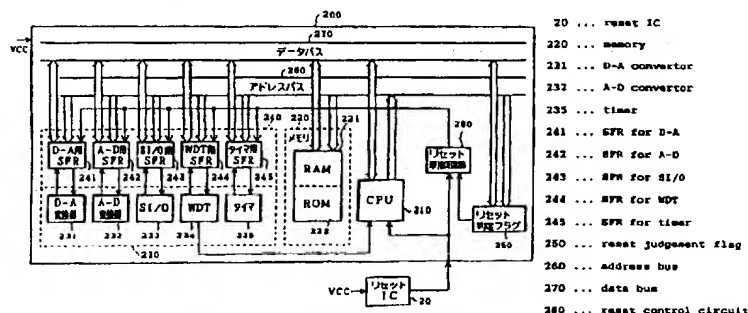 200
270
VCC
データバス
280
アドレスバス
240
220
221
メモリ
D-A用
SFR
A-D用
SFR
SI/O用
SFR
WDT用
SFR
タイマ用
SFR
241
242
243
244
245
RAM
ROM
222
CPU
210
280
リセット
リセット
判定フラグ
250
D-A
変換器
A-D
変換器
SI/O
WDT
タイマ
231
232
233
234
235
230
VCC
リセット
IC
20
20 ... reset IC
220 ... memory
231 ... D-A convertor
232 ... A-D convertor
235 ... timer
241 ... SFR for D-A
242 ... SFR for A-D
243 ... SFR for SI/O
244 ... SFR for WDT
245 ... SFR for timer
250 ... reset judgement flag
260 ... address bus
270 ... data bus
280 ... reset control circuit